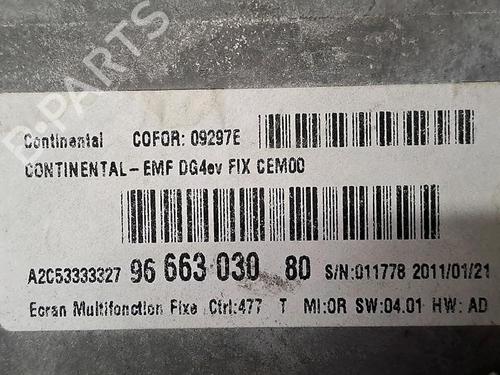 B-PARTS
Continental COFOR: 09297E
CONTINENTAL-EMF DG4ev FIX CEM00
A2C53333327 96 663 030 80 S/N:011778 2011/01/21
Ecran Multifonction Fixe Ctrl:477 T MI:OR SW:04.01 HW: AD